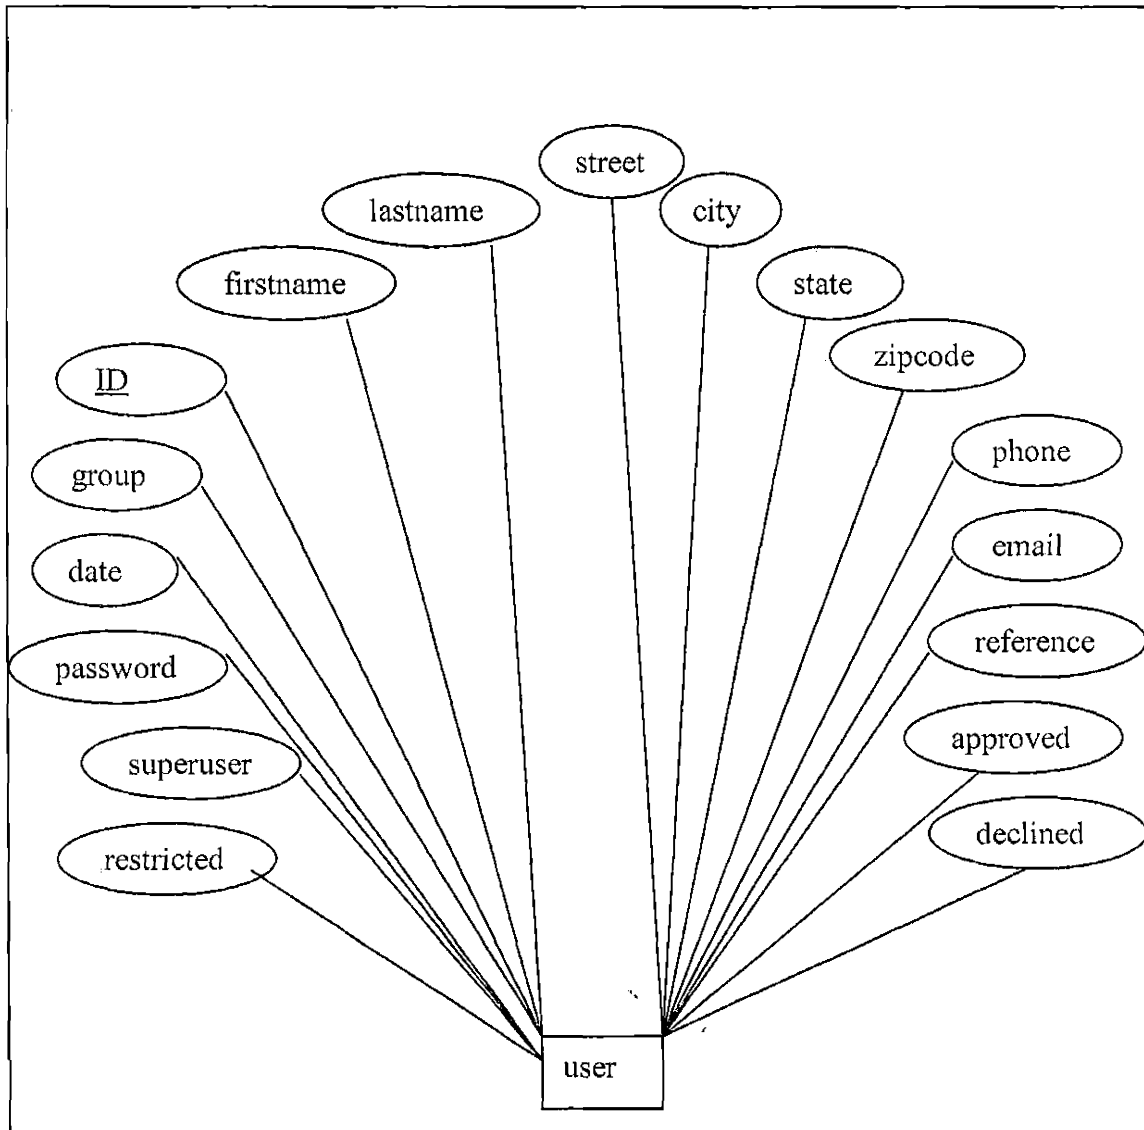 street
lastname
city
firstname
state
zipcode
ID
phone
group
email
date
reference
password
approved
superuser
declined
restricted
user